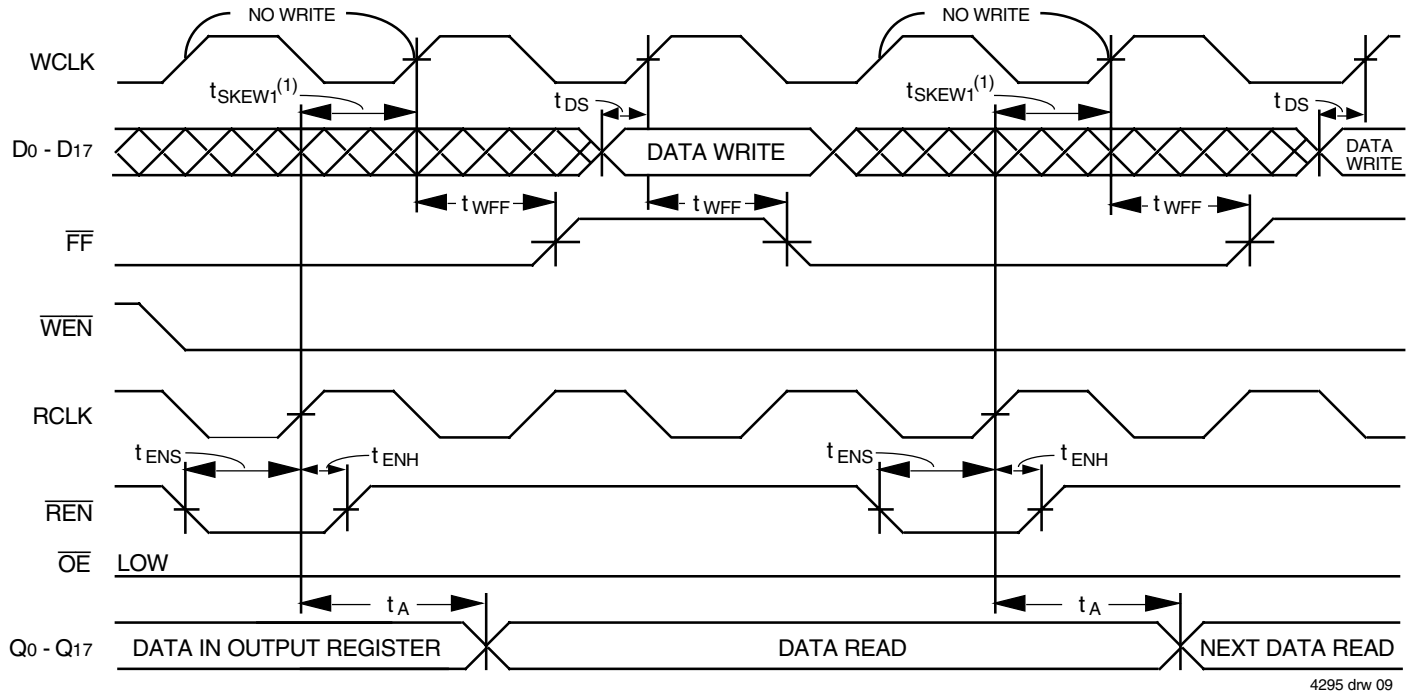 NO WRITE NO WRITE
WCLK
tSKEW1(1) tDS tSKEW1(1) tDS
D0 - D17 DATA WRITE DATA WRITE
tWFF tWFF tWFF
FF
WEN
RCLK
tENS tENH tENS tENH
REN
OE LOW
tA tA
Q0 - Q17 DATA IN OUTPUT REGISTER DATA READ NEXT DATA READ
4295 drw 09